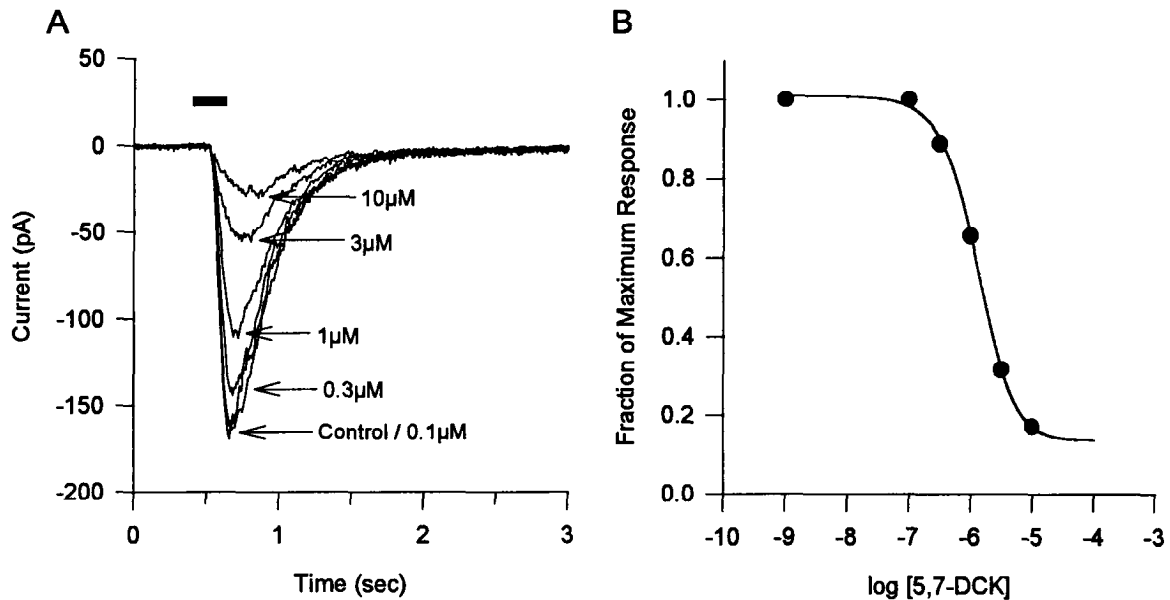 A
50
0
-50
-100
-150
-200
Current (pA)
10µM
3µM
1µM
0.3µM
Control / 0.1µM
0
1
2
3
Time (sec)
B
1.0
0.8
0.6
0.4
0.2
0.0
Fraction of Maximum Response
-10
-9
-8
-7
-6
-5
-4
-3
log [5,7-DCK]